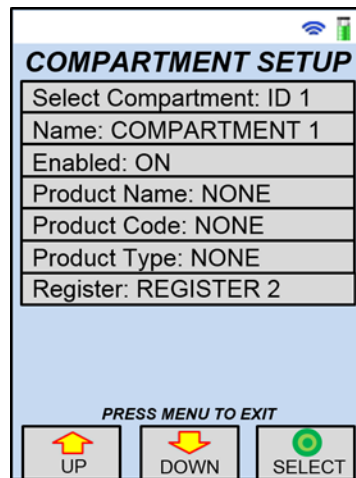 COMPARTMENT SETUP
Select Compartment: ID 1
Name: COMPARTMENT 1
Enabled: ON
Product Name: NONE
Product Code: NONE
Product Type: NONE
Register: REGISTER 2
PRESS MENU TO EXIT
UP DOWN SELECT